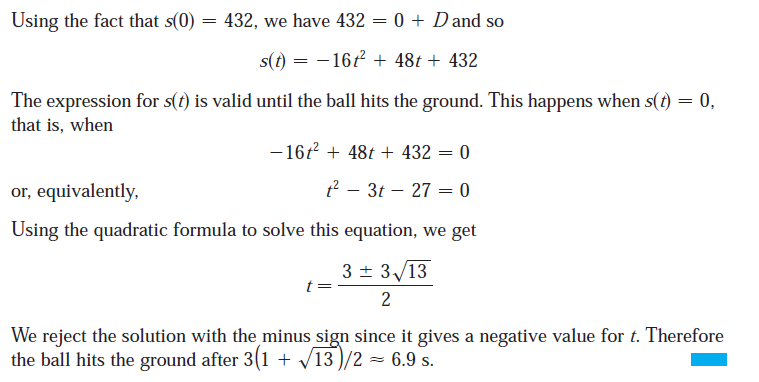 Using the fact that s(0) = 432, we have 432 = 0 + D and so
s(t) = −16t² + 48t + 432
The expression for s(t) is valid until the ball hits the ground. This happens when s(t) = 0,
that is, when
−16t² + 48t + 432 = 0
or, equivalently, t² − 3t − 27 = 0
Using the quadratic formula to solve this equation, we get
t = (3 ± 3√13)/2
We reject the solution with the minus sign since it gives a negative value for t. Therefore
the ball hits the ground after 3(1 + √13)/2 ≈ 6.9 s.